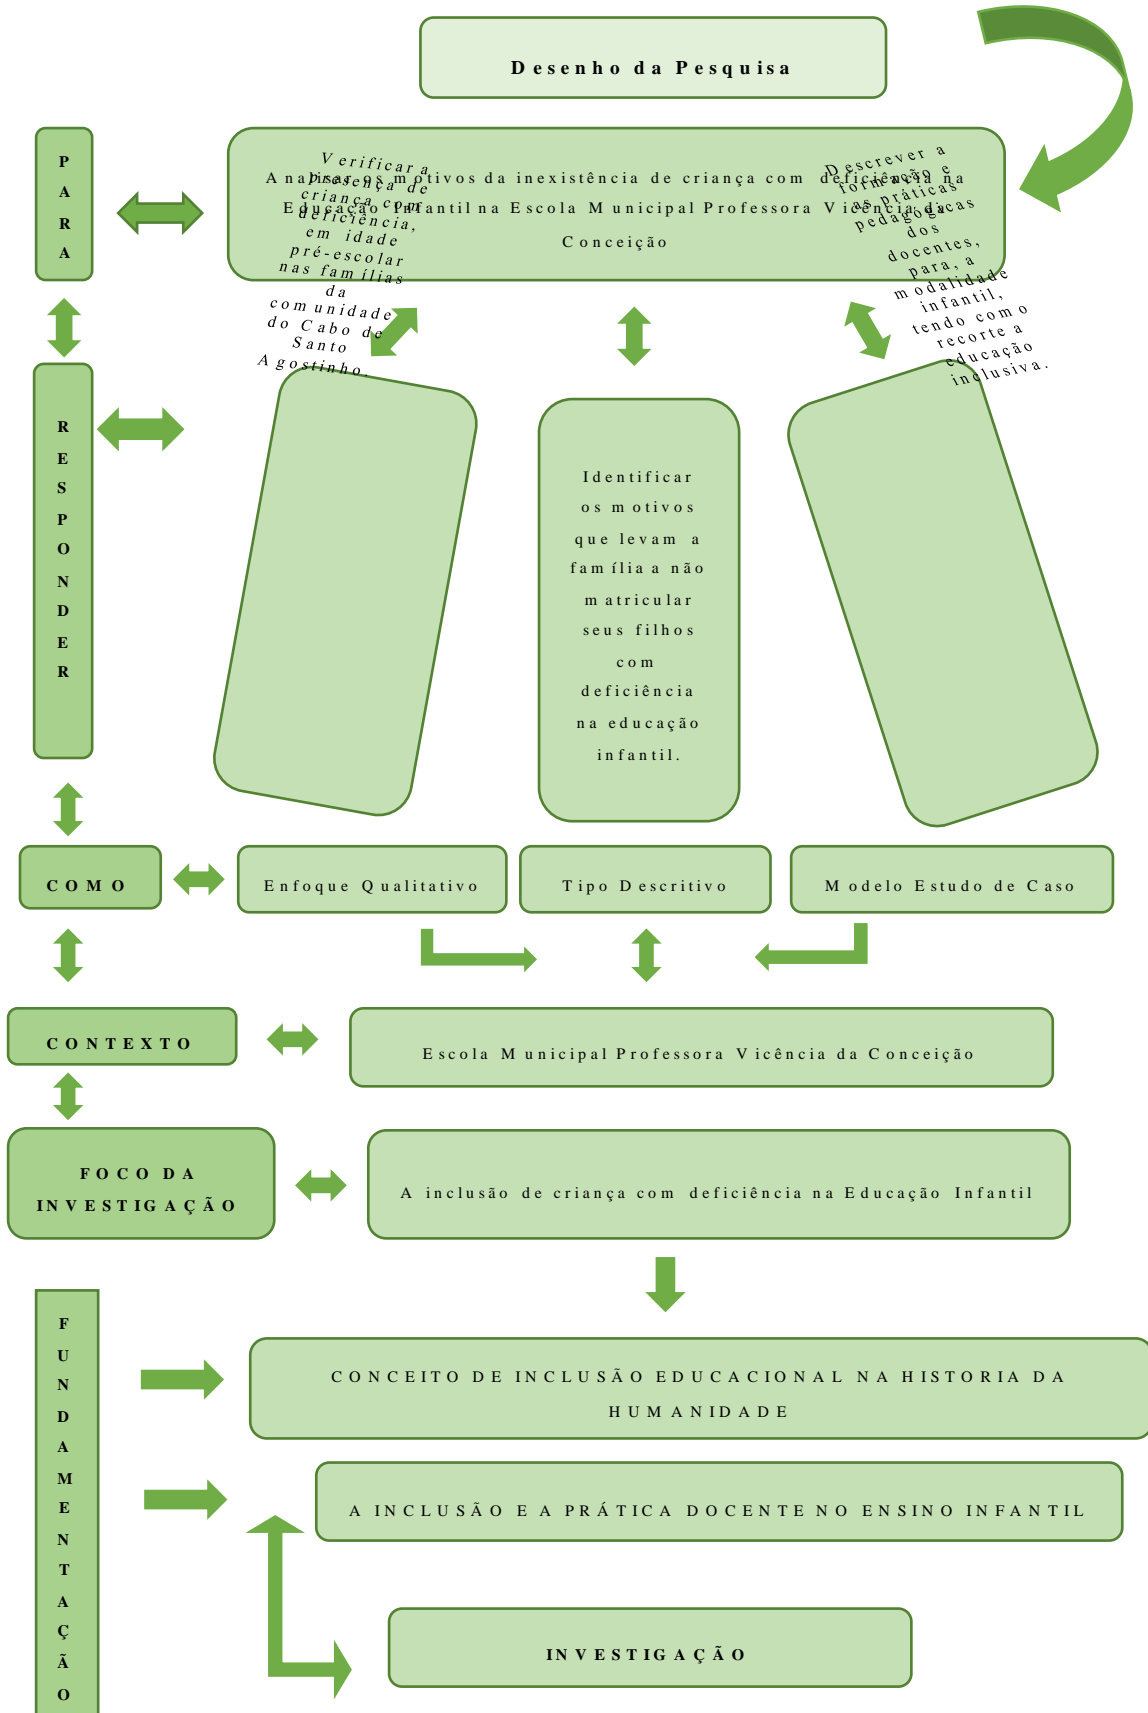 Desenho da Pesquisa
P
A
R
A
Analisar os motivos da inexistência de criança com deficiência na
Educação Infantil na Escola Municipal Professora Vicência da
Conceição
Verificar a
presença de
criança com
deficiência,
em idade
pré-escolar
nas famílias
da
comunidade
do Cabo de
Santo
Agostinho.
Descrever a
formação e
as práticas
pedagógicas
dos
docentes,
para, a
modalidade
infantil,
tendo como o
recorte a
educação
inclusiva.
R
E
S
P
O
N
D
E
R
Identificar
os motivos
que levam a
família a não
matricular
seus filhos
com
deficiência
na educação
infantil.
COMO
Enfoque Qualitativo
Tipo Descritivo
Modelo Estudo de Caso
CONTEXTO
Escola Municipal Professora Vicência da Conceição
FOCO DA
INVESTIGAÇÃO
A inclusão de criança com deficiência na Educação Infantil
F
U
N
D
A
M
E
N
T
A
Ç
Ã
O
CONCEITO DE INCLUSÃO EDUCACIONAL NA HISTORIA DA
HUMANIDADE
A INCLUSÃO E A PRÁTICA DOCENTE NO ENSINO INFANTIL
INVESTIGAÇÃO